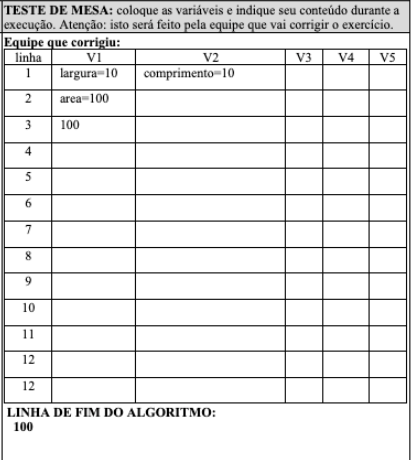 TESTE DE MESA: coloque as variáveis e indique seu conteúdo durante a
execução. Atenção: isto será feito pela equipe que vai corrigir o exercício.
Equipe que corrigiu:
linha V1 V2 V3 V4 V5
1 largura=10 comprimento=10
2 area=100
3 100
4
5
6
7
8
9
10
11
12
12
LINHA DE FIM DO ALGORITMO:
100